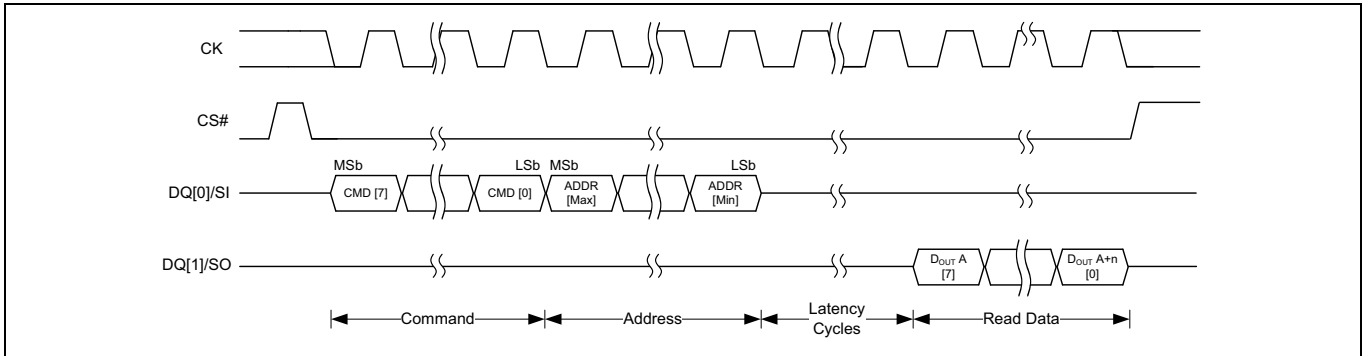 CK
CS#
MSb LSb MSb LSb
DQ[0]/SI CMD [7] CMD [0] ADDR [Max] ADDR [Min]
DQ[1]/SO DOUT A [7] DOUT A+n [0]
Command Address Latency Cycles Read Data